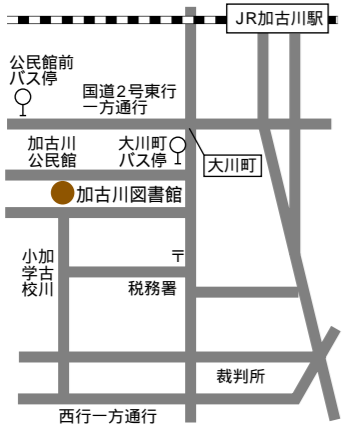 JR加古川駅
公民館前
バス停
国道2号東行
一方通行
加古川
公民館
大川町
バス停
大川町
加古川図書館
加古川
小学校
〒
税務署
裁判所
西行一方通行